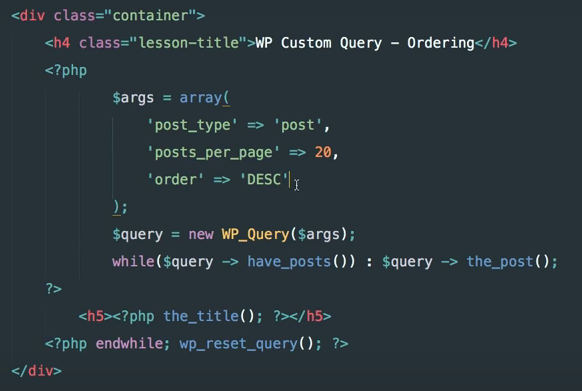 <div class="container">
<h4 class="lesson-title">WP Custom Query – Ordering</h4>
<?php
$args = array(
'post_type' => 'post',
'posts_per_page' => 20,
'order' => 'DESC'
);
$query = new WP_Query($args);
while($query -> have_posts()) : $query -> the_post();
?>
<h5><?php the_title(); ?></h5>
<?php endwhile; wp_reset_query(); ?>
</div>